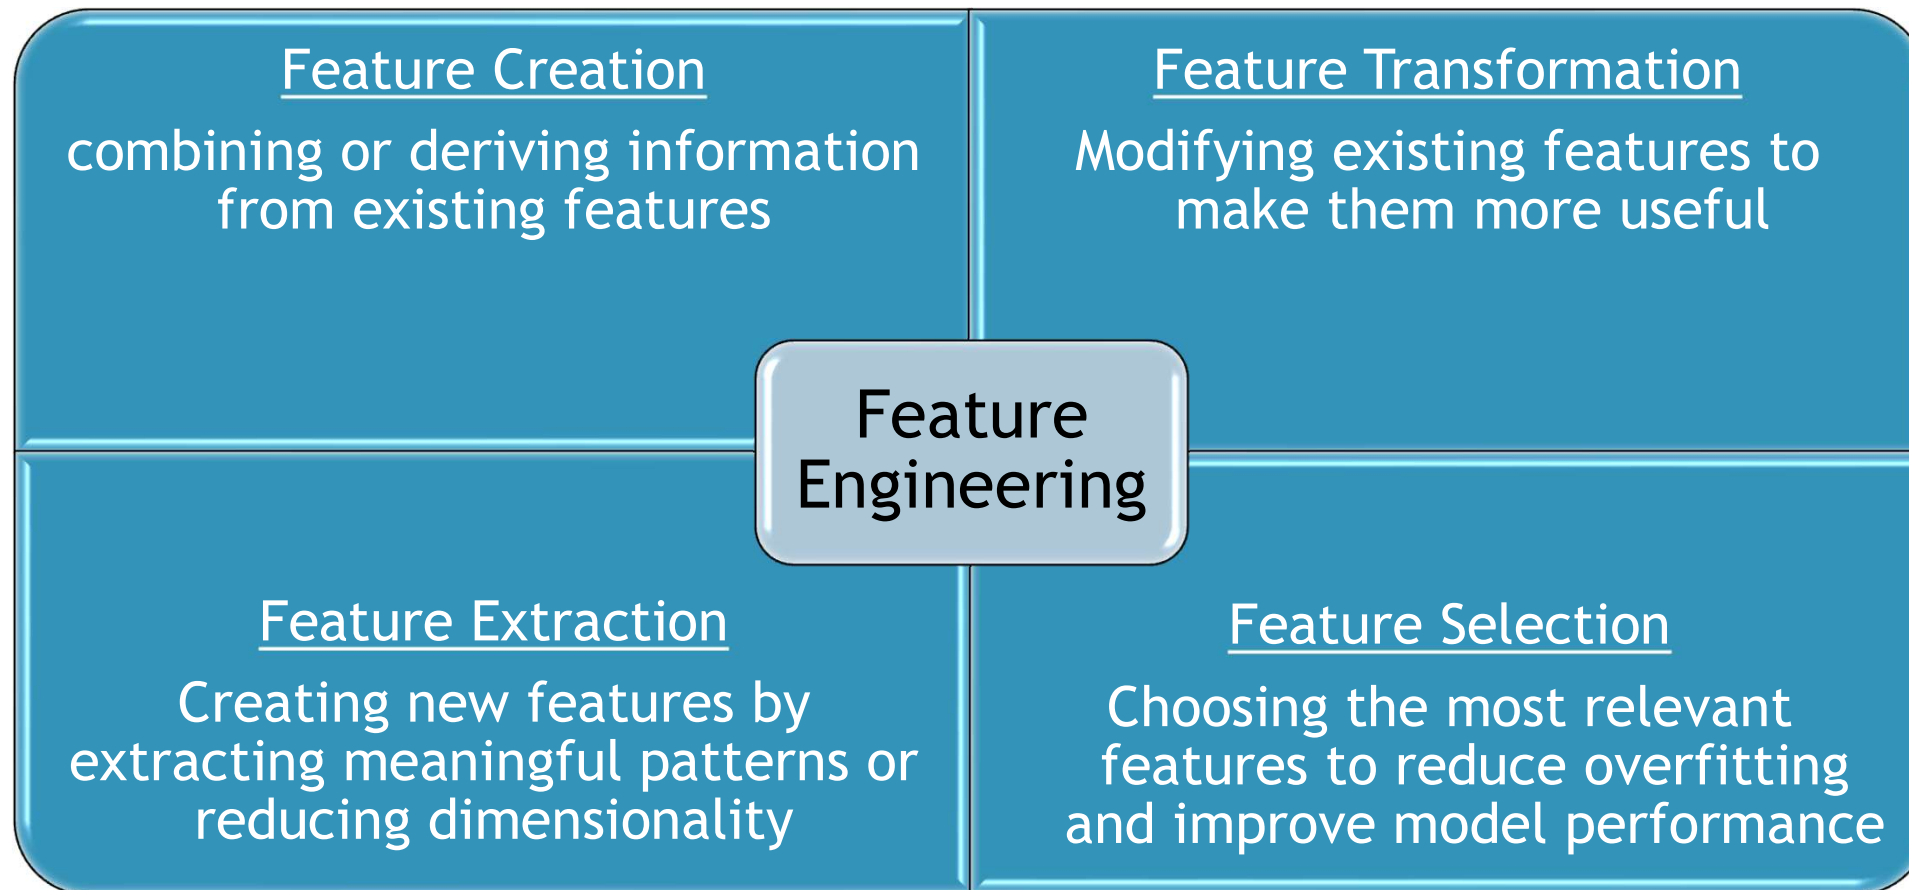 Feature Creation
combining or deriving information
from existing features
Feature Transformation
Modifying existing features to
make them more useful
Feature
Engineering
Feature Extraction
Creating new features by
extracting meaningful patterns or
reducing dimensionality
Feature Selection
Choosing the most relevant
features to reduce overfitting
and improve model performance